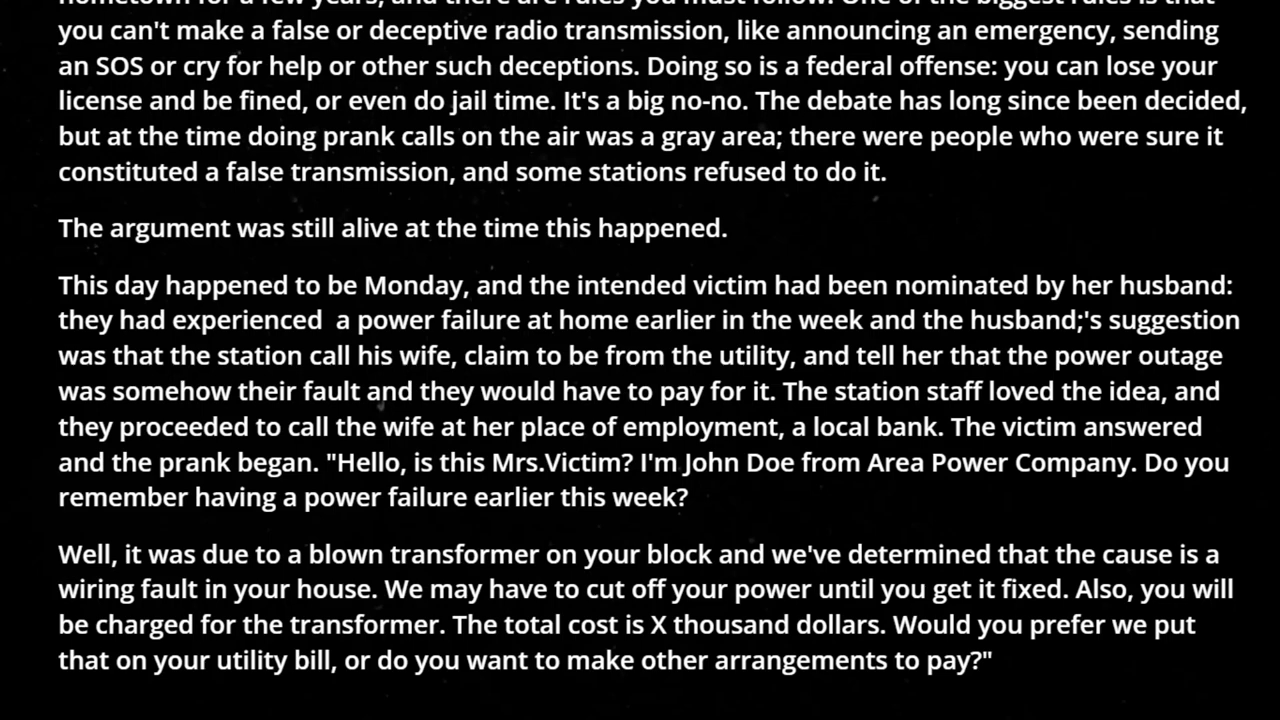 hometown for a few years, and there are rules you must follow. One of the biggest rules is that
you can't make a false or deceptive radio transmission, like announcing an emergency, sending
an SOS or cry for help or other such deceptions. Doing so is a federal offense: you can lose your
license and be fined, or even do jail time. It's a big no-no. The debate has long since been decided,
but at the time doing prank calls on the air was a gray area; there were people who were sure it
constituted a false transmission, and some stations refused to do it.
The argument was still alive at the time this happened.
This day happened to be Monday, and the intended victim had been nominated by her husband:
they had experienced  a power failure at home earlier in the week and the husband;'s suggestion
was that the station call his wife, claim to be from the utility, and tell her that the power outage
was somehow their fault and they would have to pay for it. The station staff loved the idea, and
they proceeded to call the wife at her place of employment, a local bank. The victim answered
and the prank began. "Hello, is this Mrs.Victim? I'm John Doe from Area Power Company. Do you
remember having a power failure earlier this week?
Well, it was due to a blown transformer on your block and we've determined that the cause is a
wiring fault in your house. We may have to cut off your power until you get it fixed. Also, you will
be charged for the transformer. The total cost is X thousand dollars. Would you prefer we put
that on your utility bill, or do you want to make other arrangements to pay?"